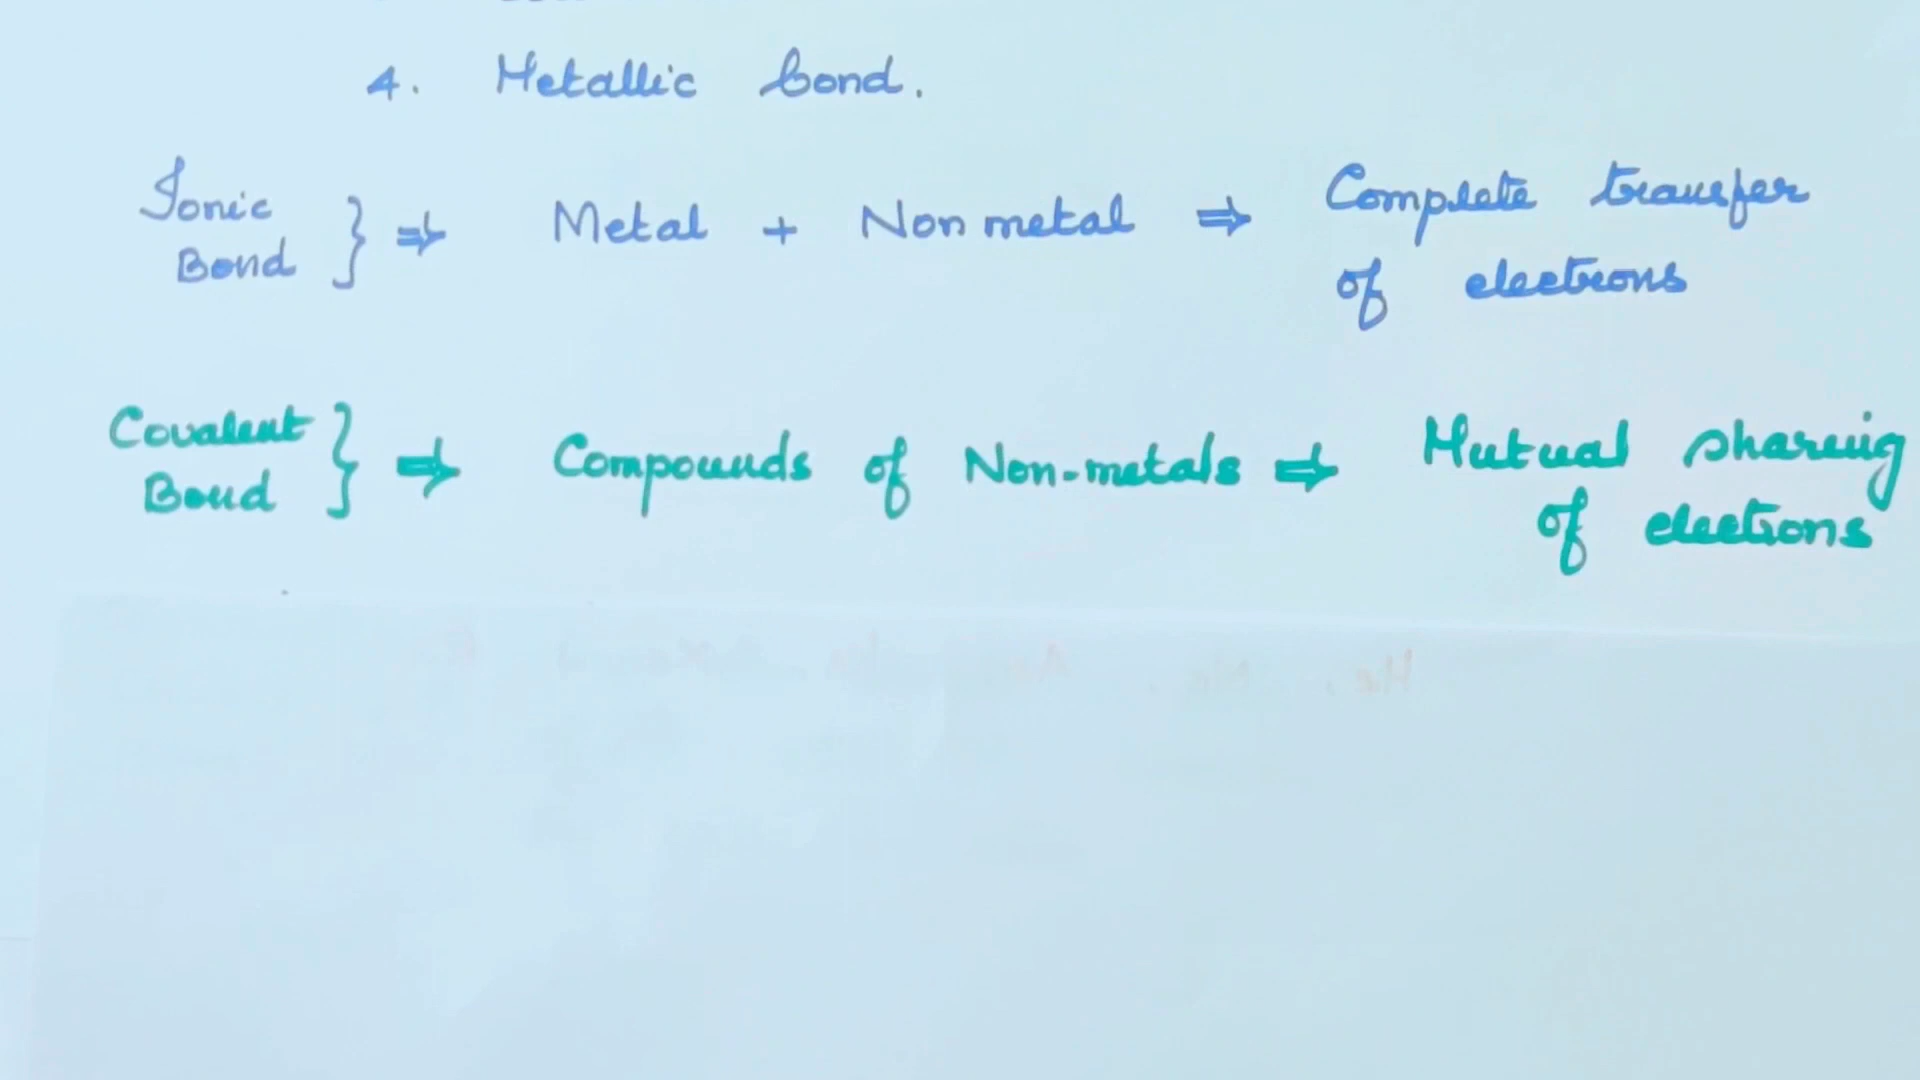 4. Metallic bond.
Ionic Bond } ⇒ Metal + Non metal ⇒ Complete transfer of electrons
Covalent Bond } ⇒ Compounds of Non-metals ⇒ Mutual sharing of electrons